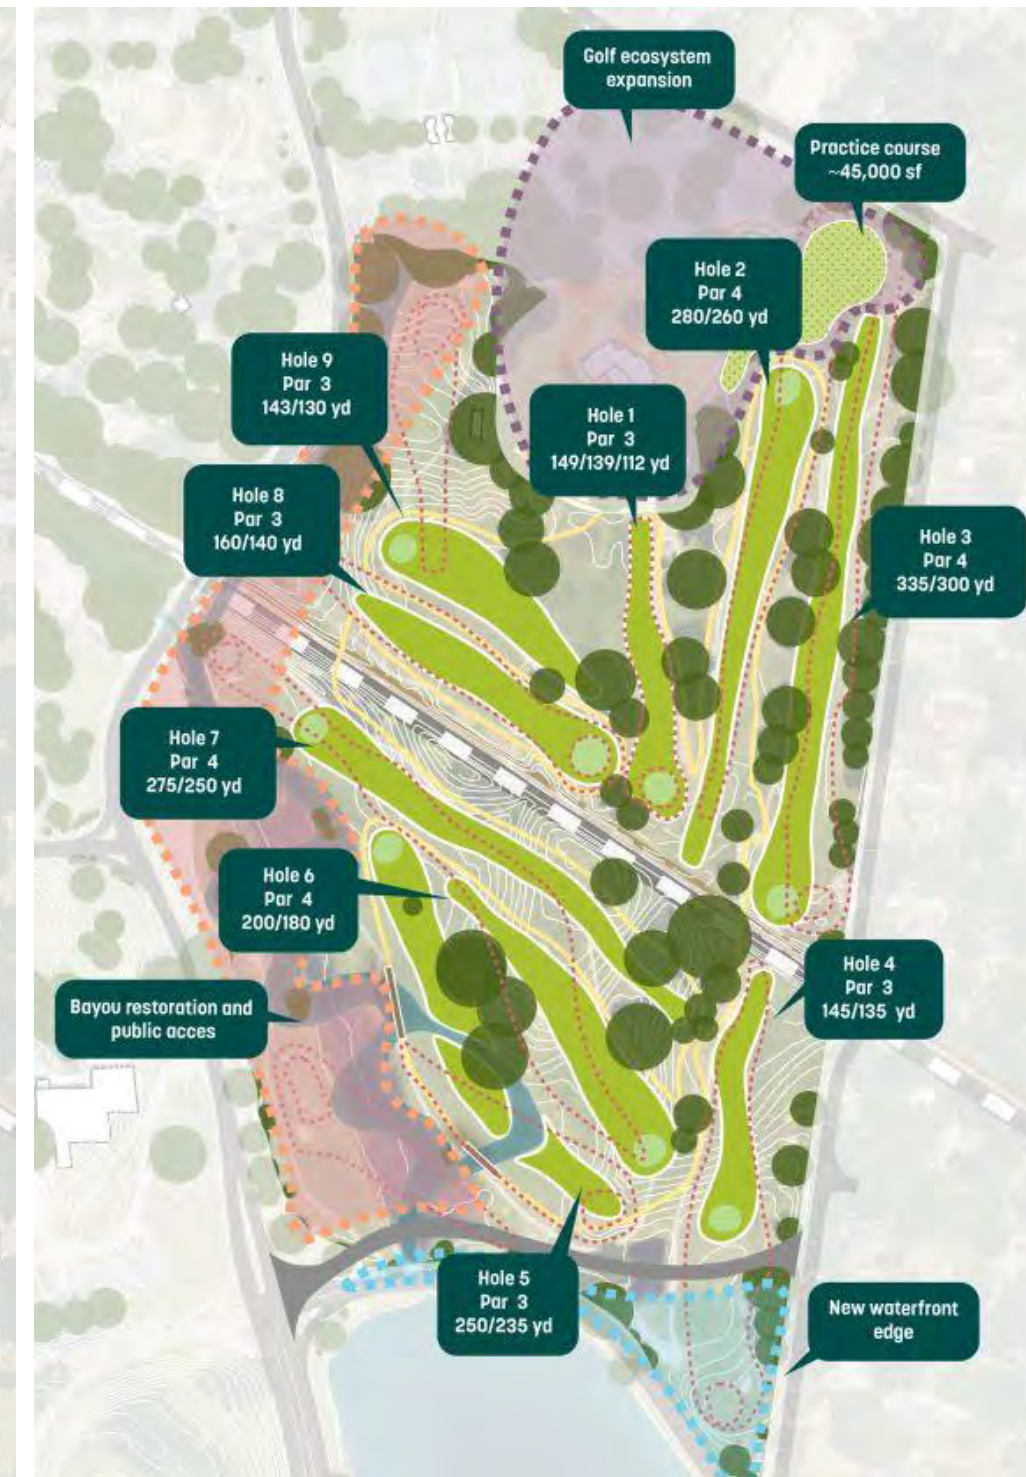 Golf ecosystem
expansion
Practice course
~45,000 sf
Hole 2
Par 4
280/260 yd
Hole 9
Par 3
143/130 yd
Hole 1
Par 3
149/139/112 yd
Hole 8
Par 3
160/140 yd
Hole 3
Par 4
335/300 yd
Hole 7
Par 4
275/250 yd
Hole 6
Par 4
200/180 yd
Hole 4
Par 3
145/135 yd
Bayou restoration and
public acces
Hole 5
Par 3
250/235 yd
New waterfront
edge